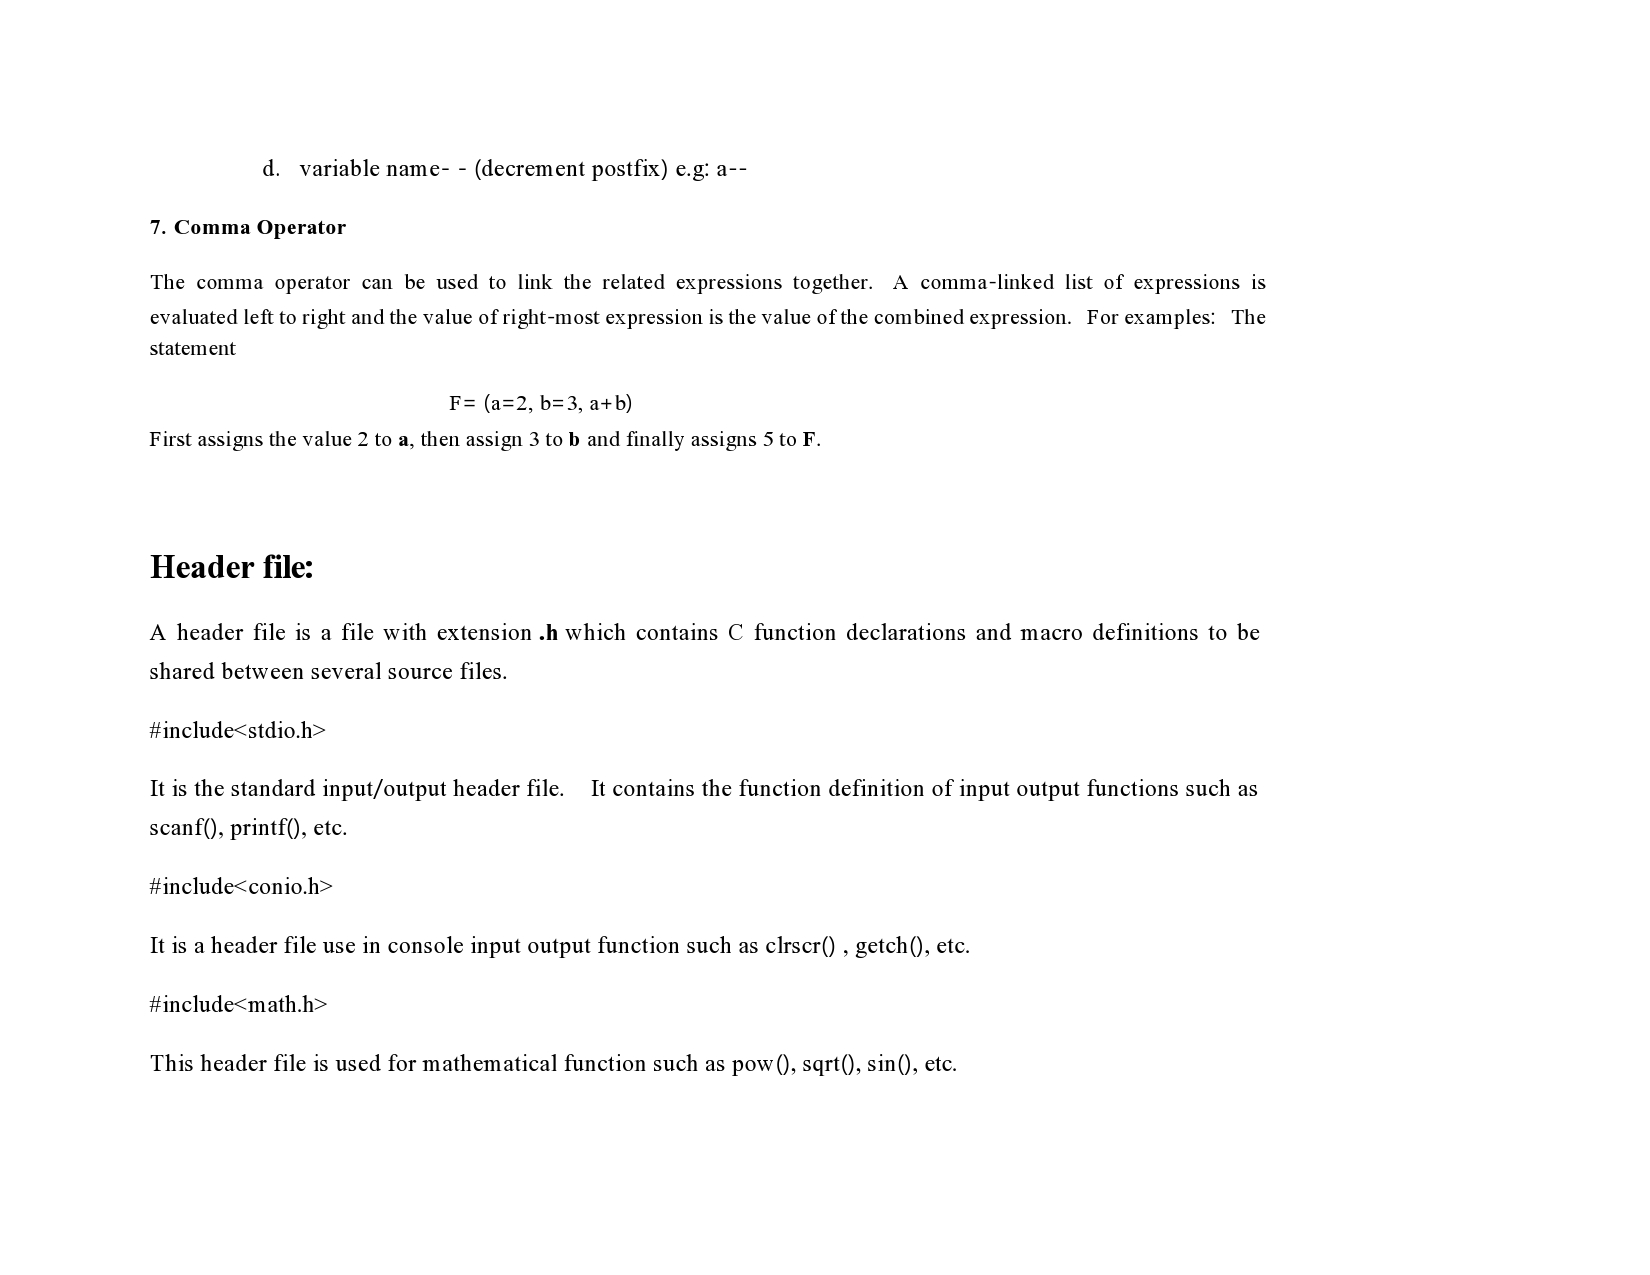 d. variable name- - (decrement postfix) e.g: a--
7. Comma Operator
The comma operator can be used to link the related expressions together. A comma-linked list of expressions is
evaluated left to right and the value of right-most expression is the value of the combined expression. For examples: The
statement
F= (a=2, b=3, a+b)
First assigns the value 2 to a, then assign 3 to b and finally assigns 5 to F.
Header file:
A header file is a file with extension .h which contains C function declarations and macro definitions to be
shared between several source files.
#include<stdio.h>
It is the standard input/output header file. It contains the function definition of input output functions such as
scanf(), printf(), etc.
#include<conio.h>
It is a header file use in console input output function such as clrscr() , getch(), etc.
#include<math.h>
This header file is used for mathematical function such as pow(), sqrt(), sin(), etc.